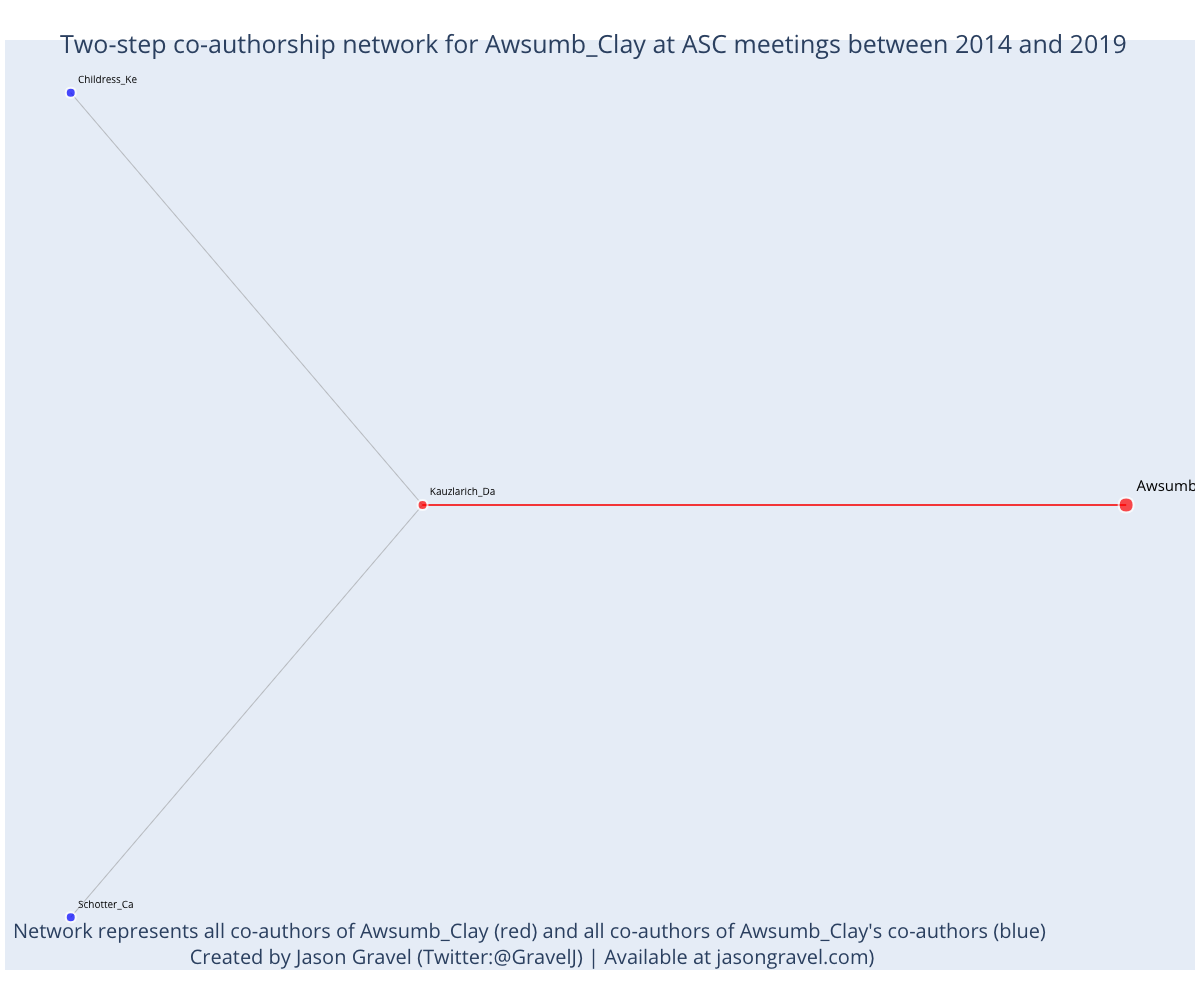 Two-step co-authorship network for Awsumb_Clay at ASC meetings between 2014 and 2019
Childress_Ke
Kauzlarich_Da
Awsumb
Schotter_Ca
Network represents all co-authors of Awsumb_Clay (red) and all co-authors of Awsumb_Clay's co-authors (blue)
Created by Jason Gravel (Twitter:@GravelJ) | Available at jasongravel.com)